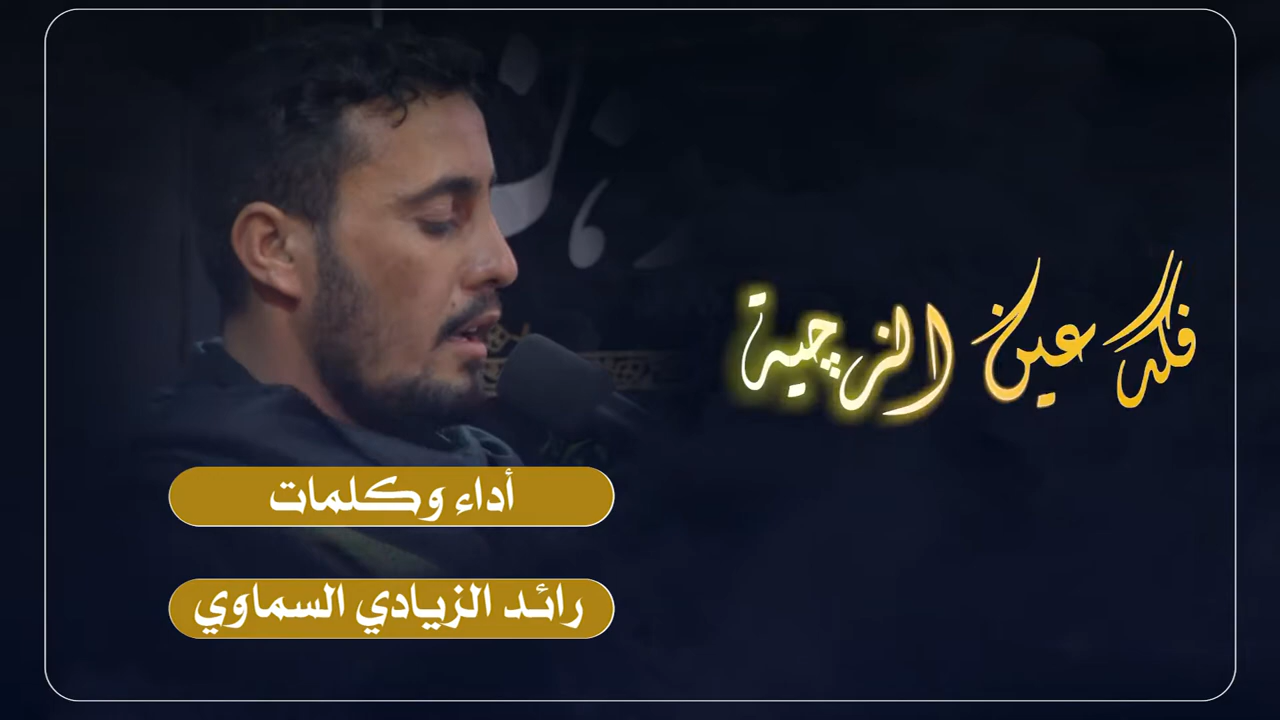 فكد عين الزچية
أداء وكلمات
رائد الزيادي السماوي